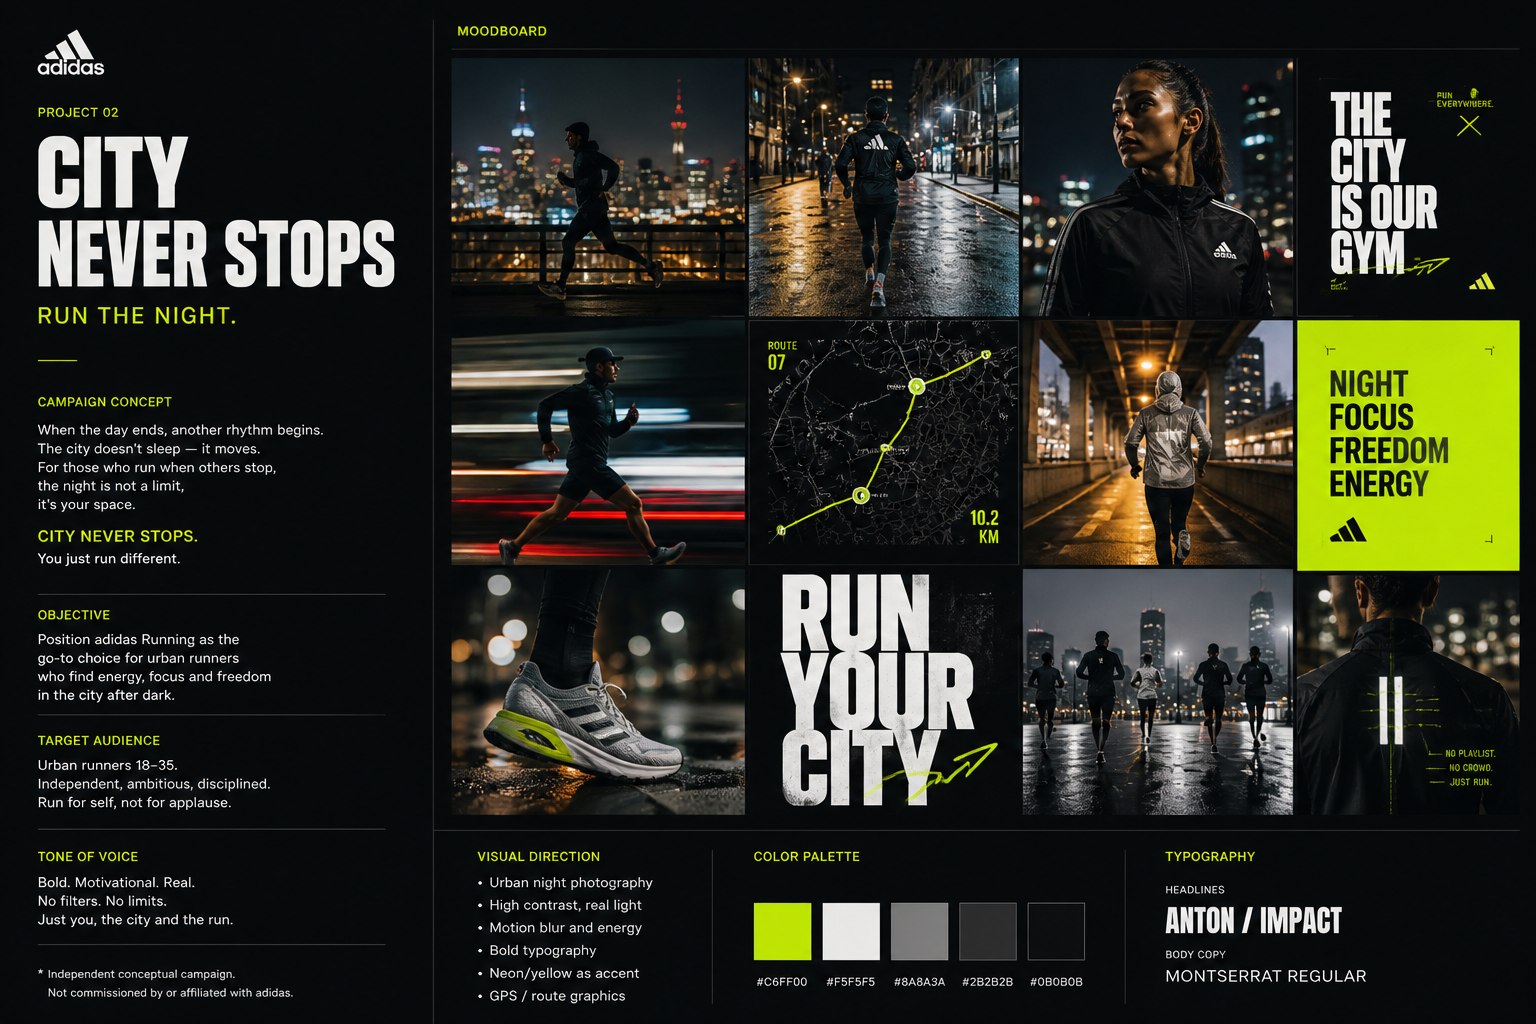 adidas
PROJECT 02
CITY
NEVER STOPS
RUN THE NIGHT.
CAMPAIGN CONCEPT
When the day ends, another rhythm begins.
The city doesn't sleep — it moves.
For those who run when others stop,
the night is not a limit,
it's your space.
CITY NEVER STOPS.
You just run different.
OBJECTIVE
Position adidas Running as the
go-to choice for urban runners
who find energy, focus and freedom
in the city after dark.
TARGET AUDIENCE
Urban runners 18–35.
Independent, ambitious, disciplined.
Run for self, not for applause.
TONE OF VOICE
Bold. Motivational. Real.
No filters. No limits.
Just you, the city and the run.
* Independent conceptual campaign.
Not commissioned by or affiliated with adidas.
MOODBOARD
adidas
THE
CITY
IS OUR
GYM
RUN
EVERYWHERE.
ROUTE
07
10.2
KM
NIGHT
FOCUS
FREEDOM
ENERGY
RUN
YOUR
CITY
NO PLAYLIST.
NO CROWD.
JUST RUN.
VISUAL DIRECTION
• Urban night photography
• High contrast, real light
• Motion blur and energy
• Bold typography
• Neon/yellow as accent
• GPS / route graphics
COLOR PALETTE
#C6FF00 #F5F5F5 #8A8A3A #2B2B2B #0B0B0B
TYPOGRAPHY
HEADLINES
ANTON / IMPACT
BODY COPY
MONTSERRAT REGULAR